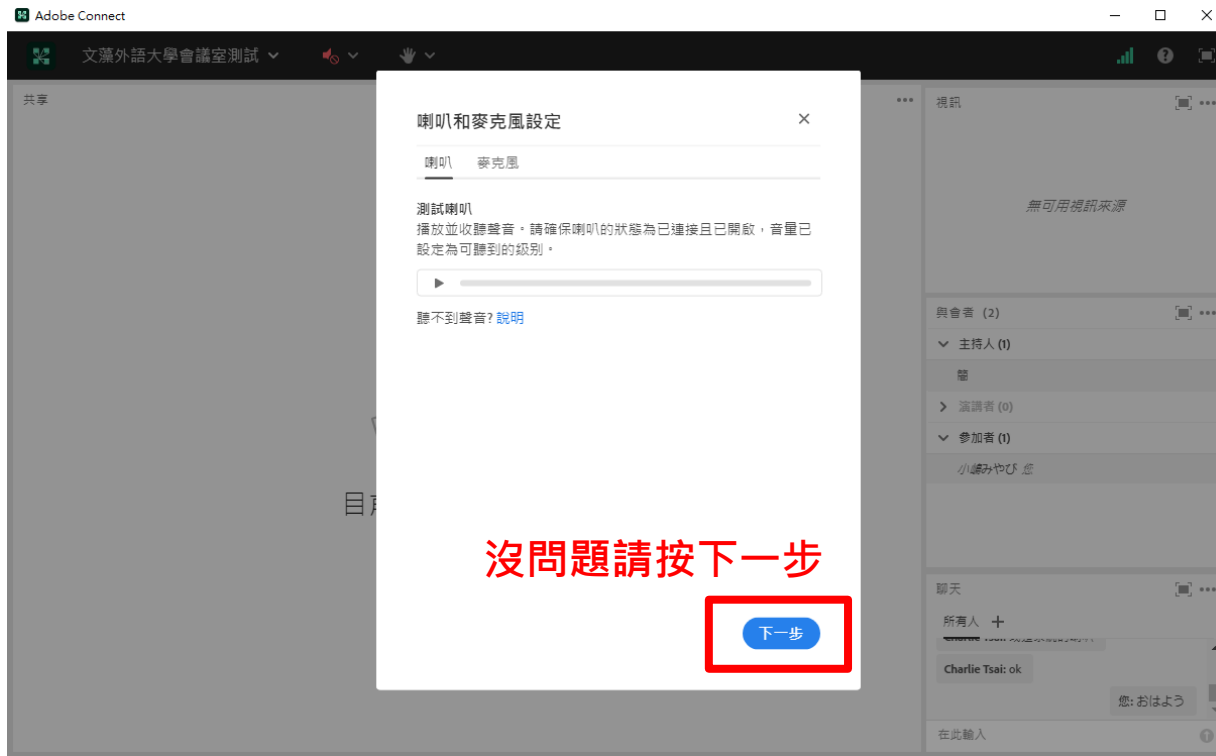 Adobe Connect
文藻外語大學會議室測試
共享
喇叭和麥克風設定
喇叭 麥克風
測試喇叭
播放並收聽聲音。請確保喇叭的狀態為已連接且已開啟，音量已
設定為可聽到的級別。
聽不到聲音? 說明
沒問題請按下一步
下一步
視訊
無可用視訊來源
與會者 (2)
主持人 (1)
簡
演講者 (0)
參加者 (1)
小嶋みやび 您
聊天
所有人
Charlie Tsai: ok
您: おはよう
在此輸入